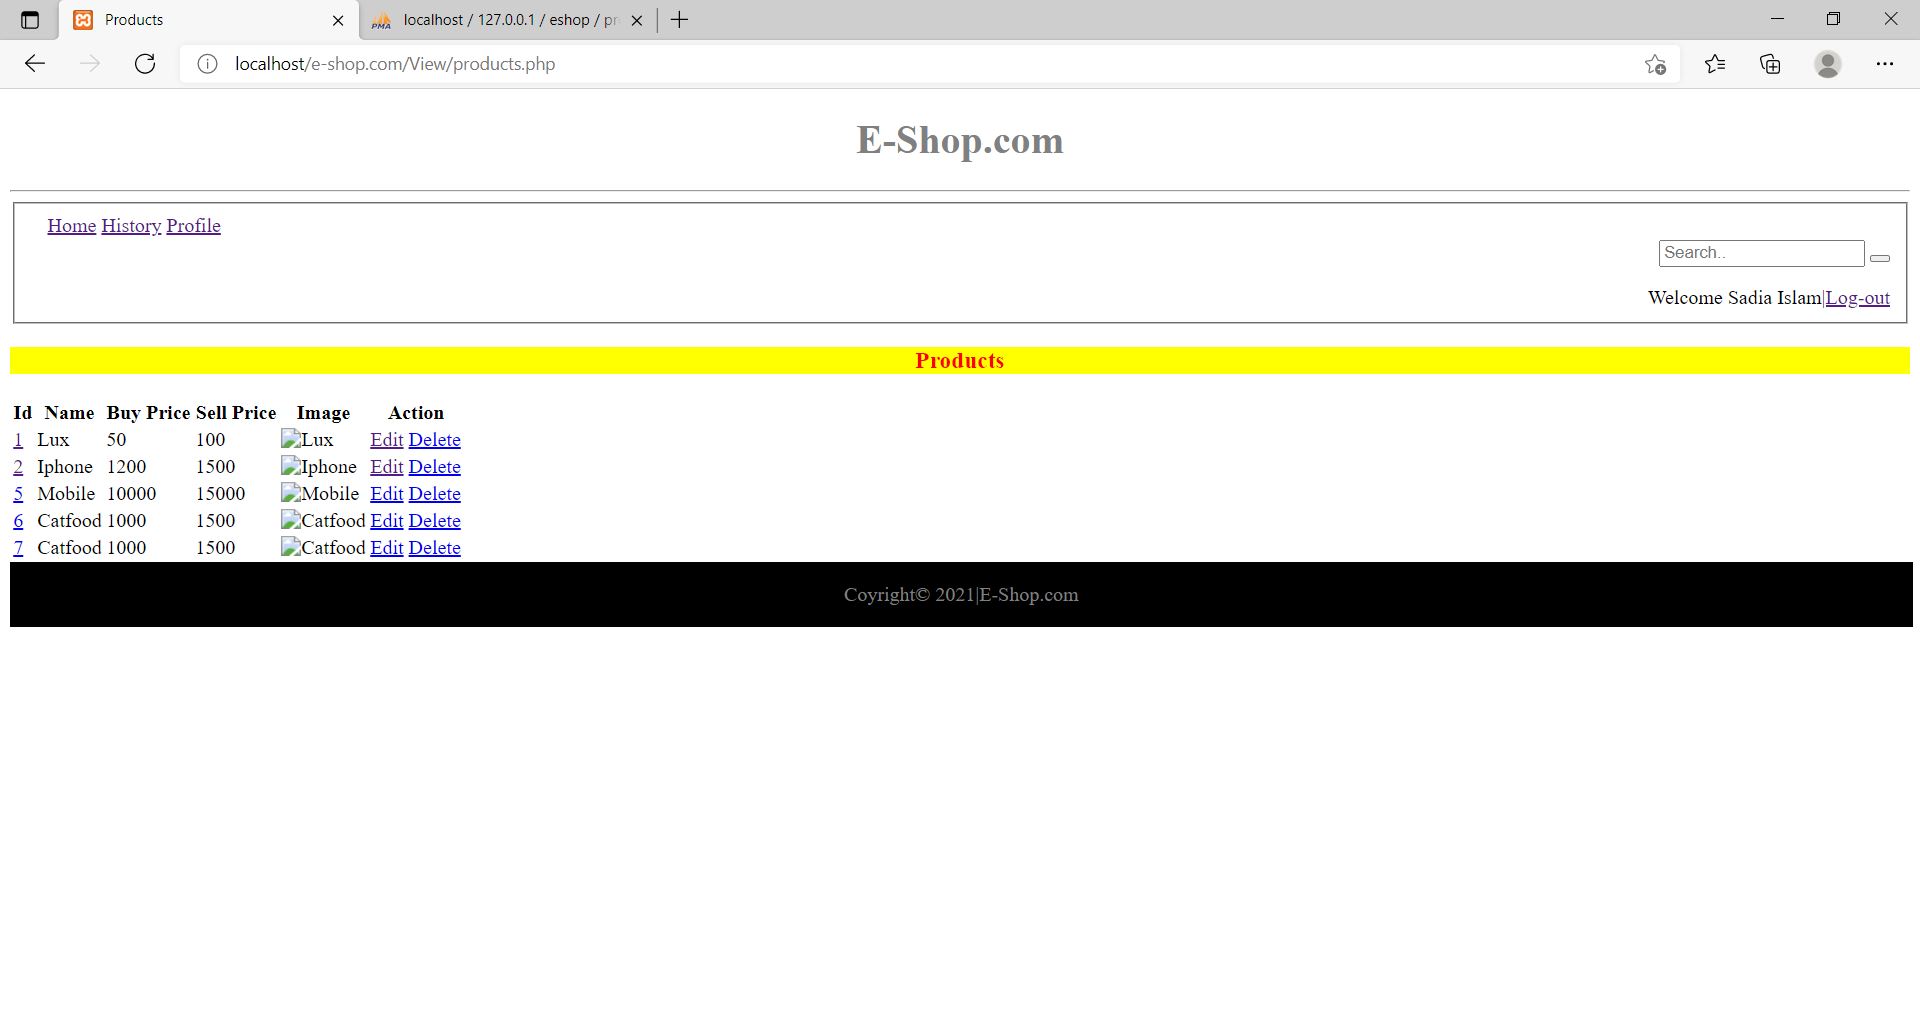 Products
localhost / 127.0.0.1 / eshop / pr
localhost/e-shop.com/View/products.php
E-Shop.com
Home History Profile
Search..
Welcome Sadia Islam|Log-out
Products
Id Name Buy Price Sell Price Image Action
1 Lux 50 100 Lux Edit Delete
2 Iphone 1200 1500 Iphone Edit Delete
5 Mobile 10000 15000 Mobile Edit Delete
6 Catfood 1000 1500 Catfood Edit Delete
7 Catfood 1000 1500 Catfood Edit Delete
Coyright© 2021|E-Shop.com